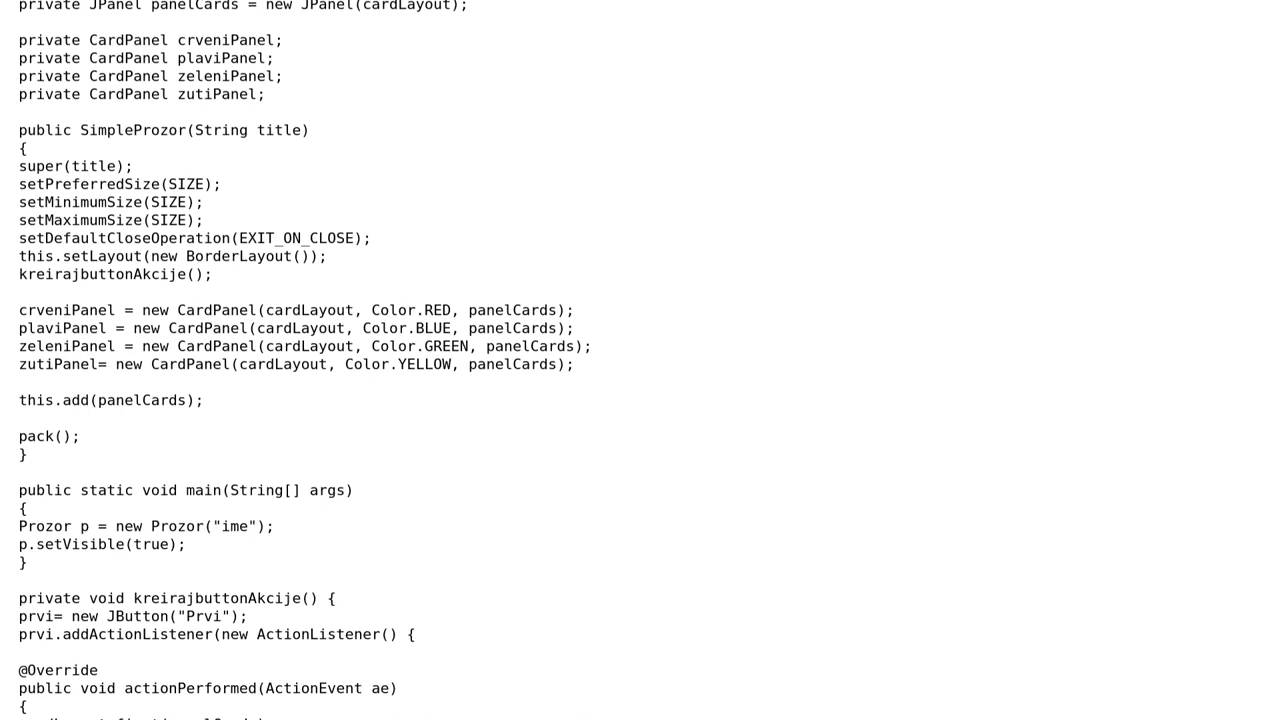 private JPanel panelCards = new JPanel(cardLayout);
private CardPanel crveniPanel;
private CardPanel plaviPanel;
private CardPanel zeleniPanel;
private CardPanel zutiPanel;
public SimpleProzor(String title)
{
super(title);
setPreferredSize(SIZE);
setMinimumSize(SIZE);
setMaximumSize(SIZE);
setDefaultCloseOperation(EXIT_ON_CLOSE);
this.setLayout(new BorderLayout());
kreirajbuttonAkcije();
crveniPanel = new CardPanel(cardLayout, Color.RED, panelCards);
plaviPanel = new CardPanel(cardLayout, Color.BLUE, panelCards);
zeleniPanel = new CardPanel(cardLayout, Color.GREEN, panelCards);
zutiPanel= new CardPanel(cardLayout, Color.YELLOW, panelCards);
this.add(panelCards);
pack();
}
public static void main(String[] args)
{
Prozor p = new Prozor("ime");
p.setVisible(true);
}
private void kreirajbuttonAkcije() {
prvi= new JButton("Prvi");
prvi.addActionListener(new ActionListener() {
@Override
public void actionPerformed(ActionEvent ae)
{